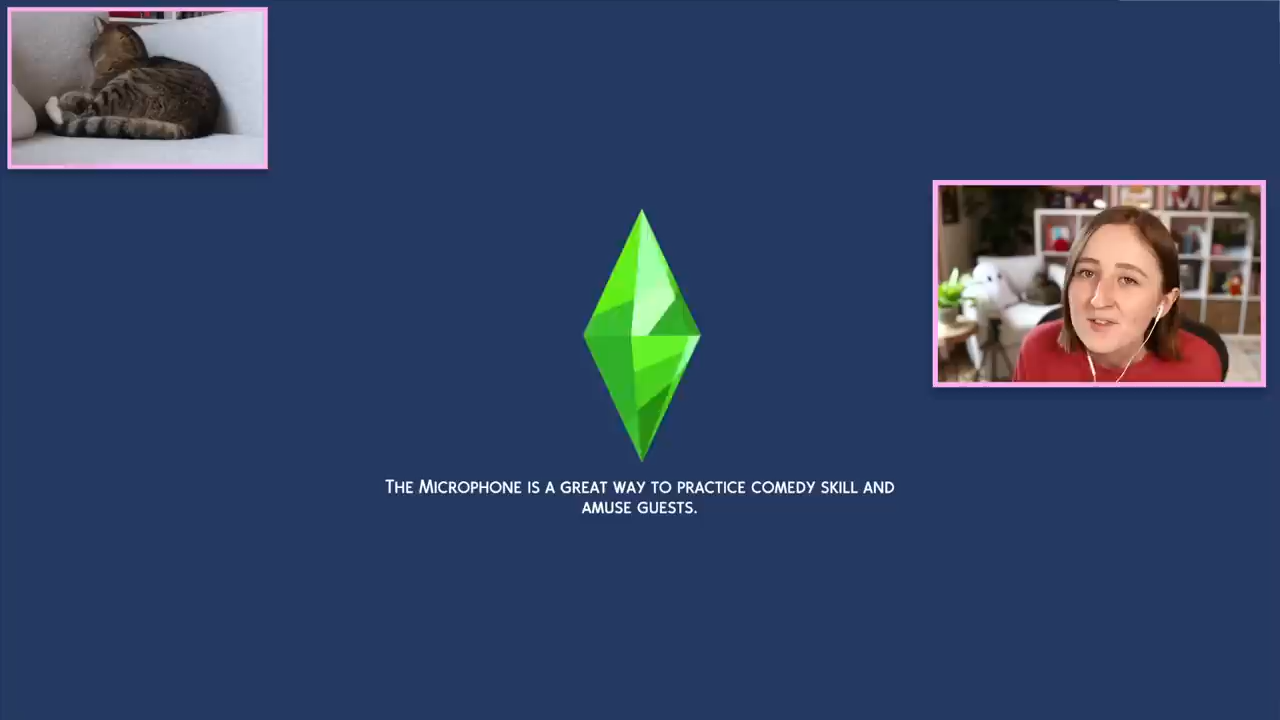 The Microphone is a great way to practice comedy skill and
amuse guests.